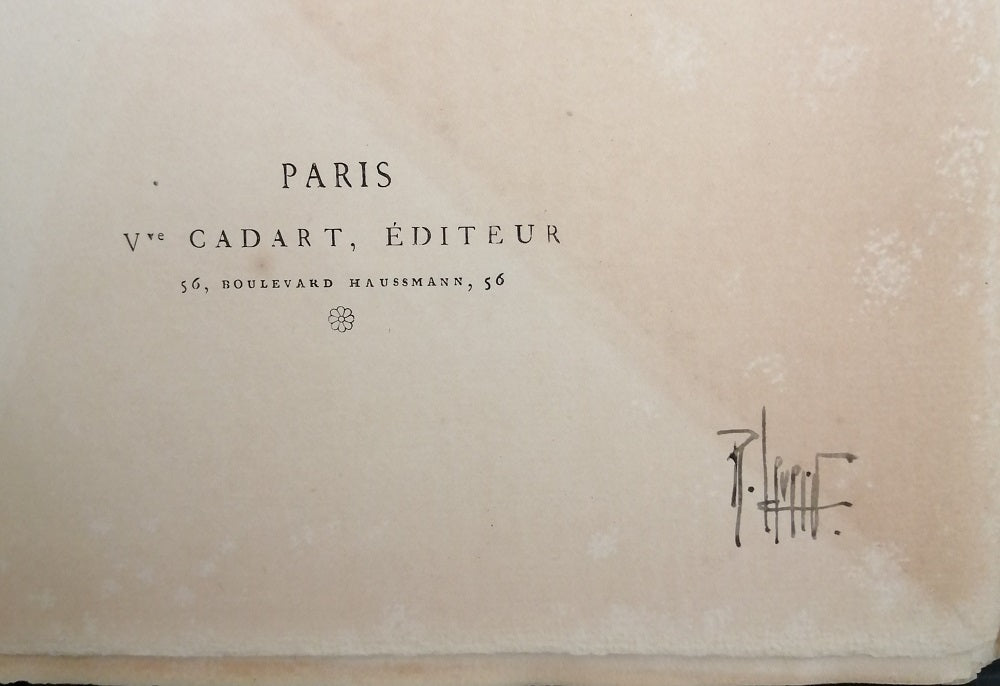 PARIS
Vve CADART, ÉDITEUR
56, BOULEVARD HAUSSMANN, 56